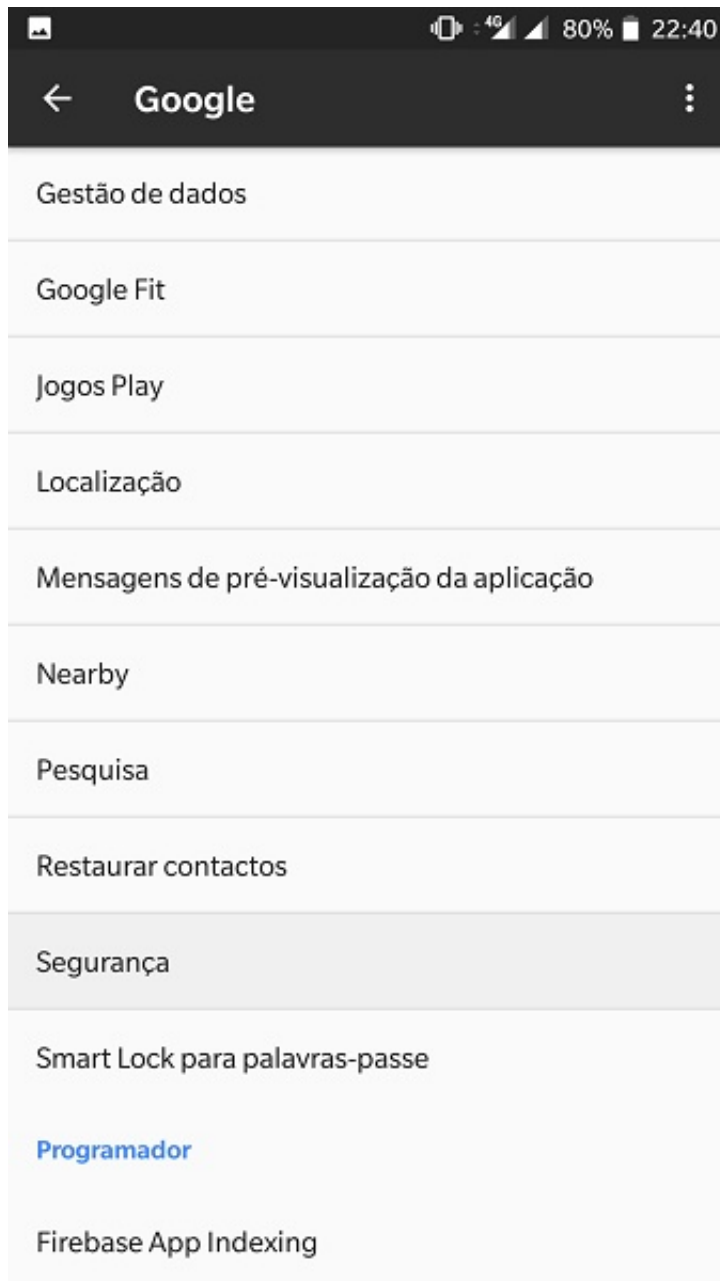 4G 80% 22:40
Google
Gestão de dados
Google Fit
Jogos Play
Localização
Mensagens de pré-visualização da aplicação
Nearby
Pesquisa
Restaurar contactos
Segurança
Smart Lock para palavras-passe
Programador
Firebase App Indexing